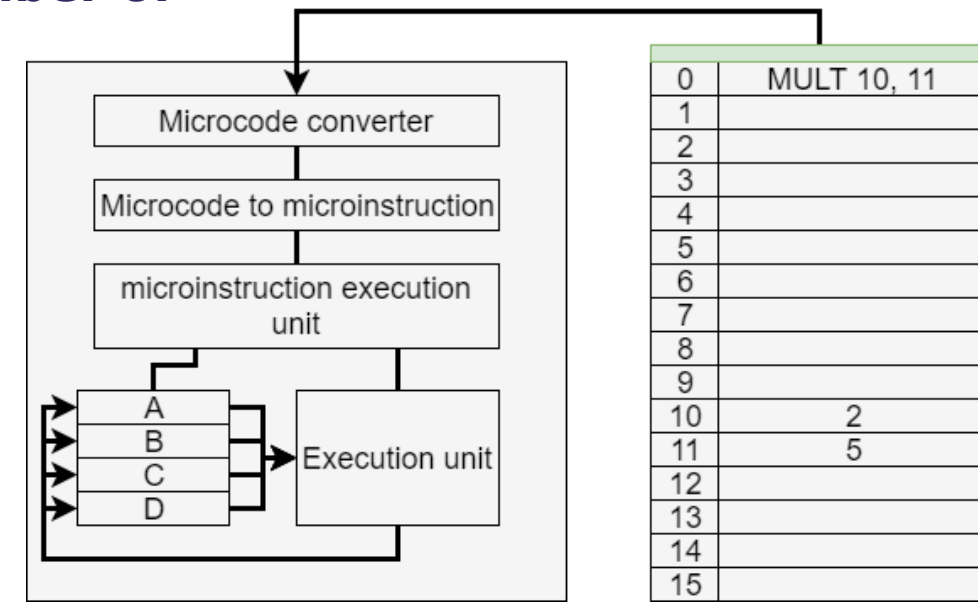 Microcode converter
Microcode to microinstruction
microinstruction execution
unit
A
B
C
D
Execution unit
0 MULT 10, 11
1
2
3
4
5
6
7
8
9
10 2
11 5
12
13
14
15